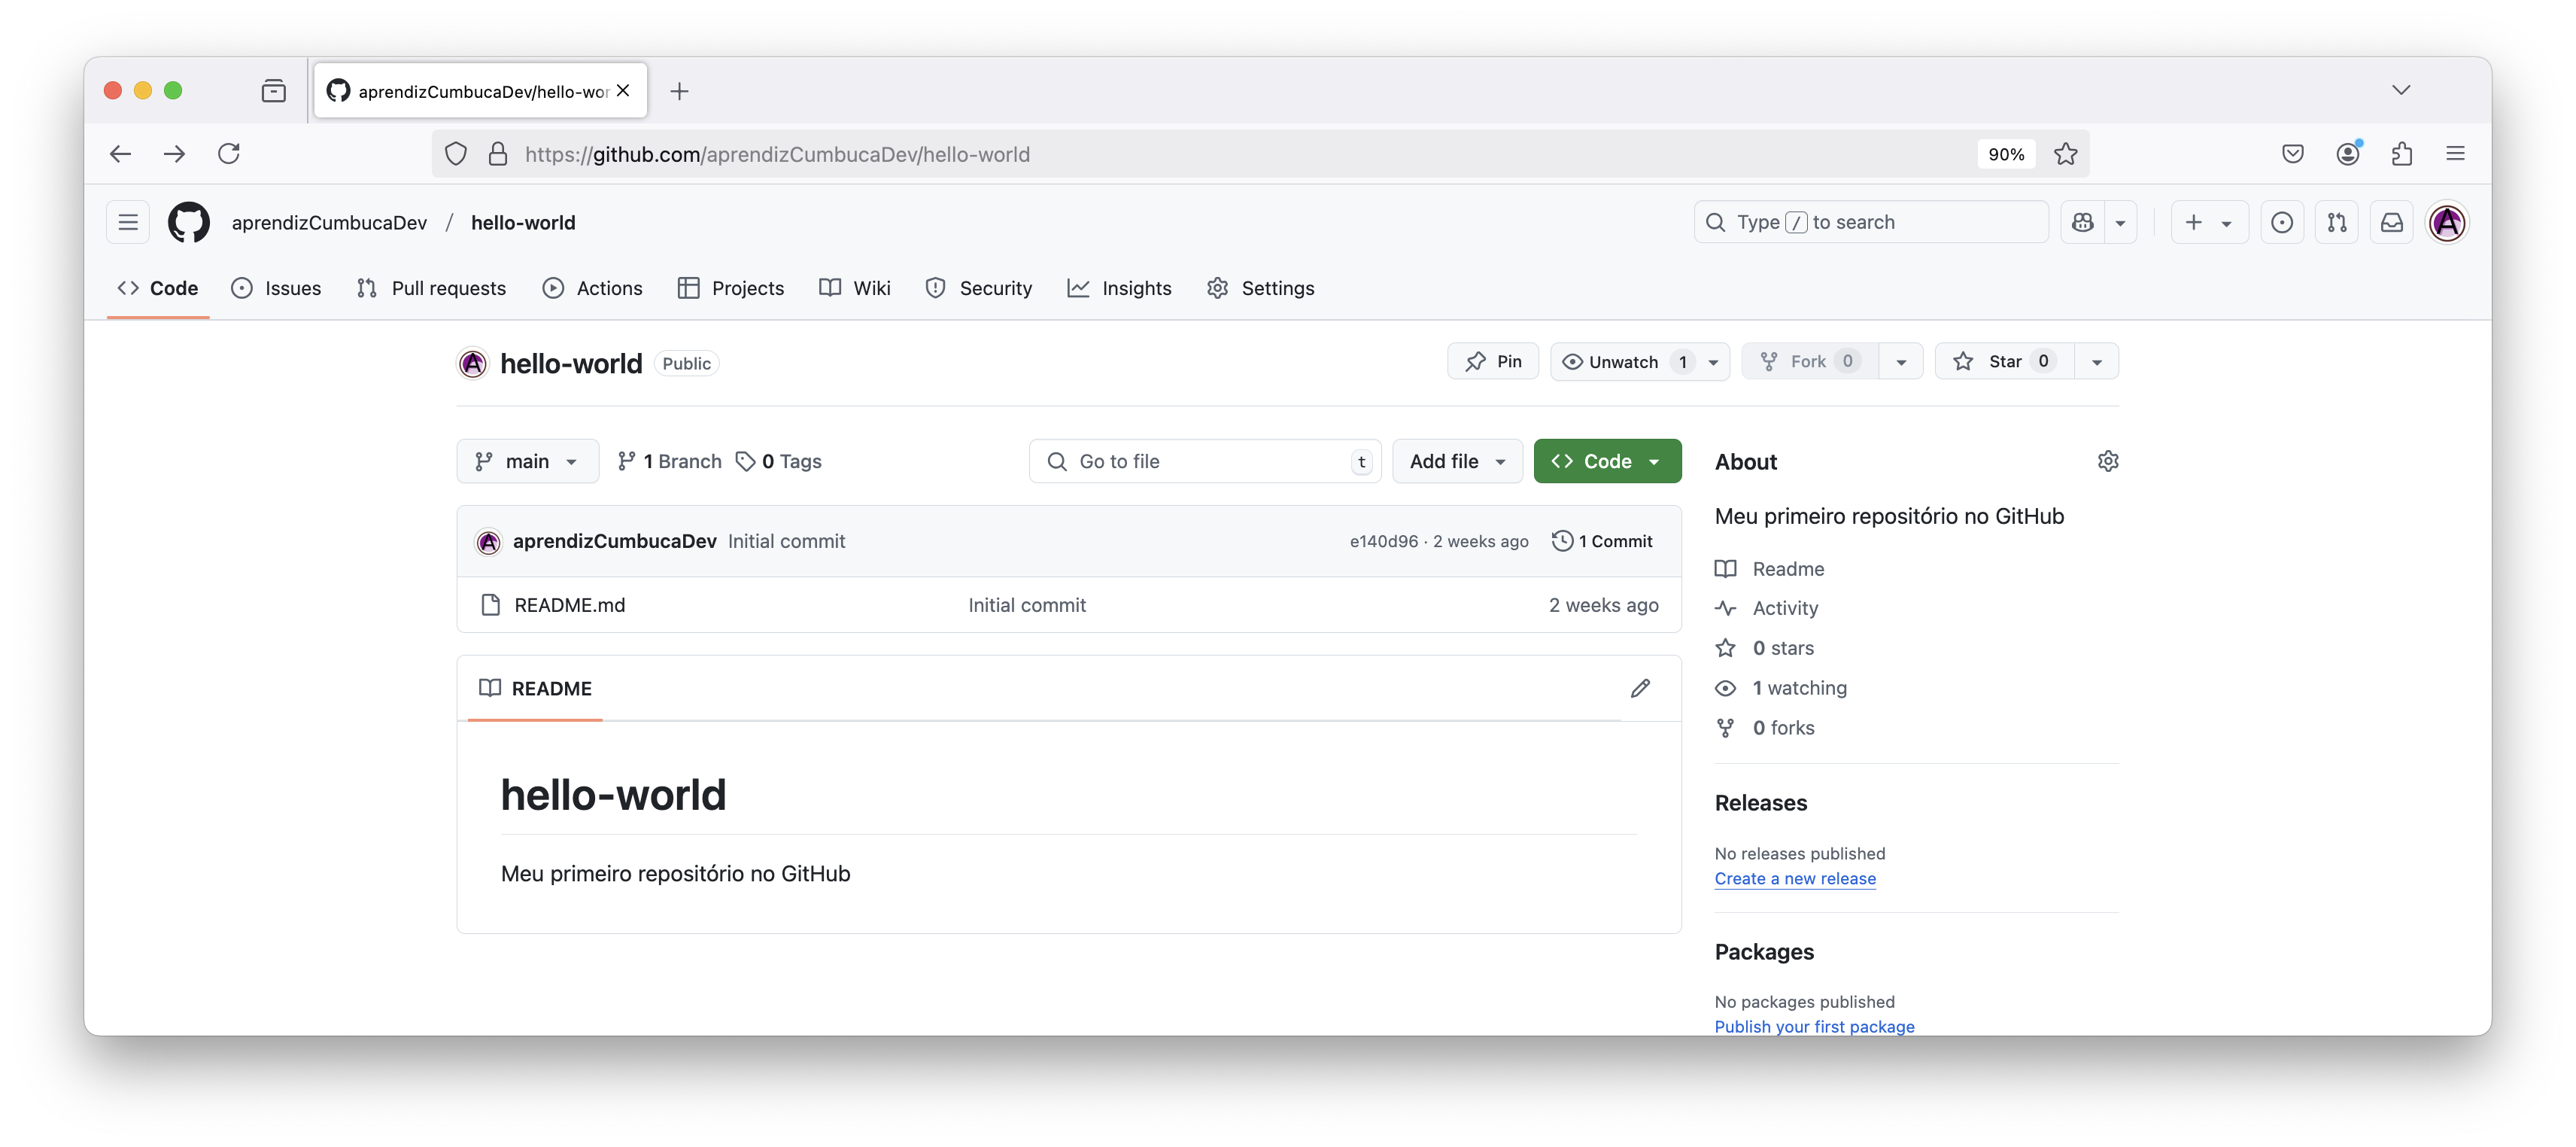 aprendizCumbucaDev/hello-wor
https://github.com/aprendizCumbucaDev/hello-world
90%
aprendizCumbucaDev / hello-world
Type / to search
Code Issues Pull requests Actions Projects Wiki Security Insights Settings
hello-world Public
Pin Unwatch 1 Fork 0 Star 0
main 1 Branch 0 Tags Go to file t Add file Code
aprendizCumbucaDev Initial commit e140d96 · 2 weeks ago 1 Commit
README.md Initial commit 2 weeks ago
README
hello-world
Meu primeiro repositório no GitHub
About
Meu primeiro repositório no GitHub
Readme
Activity
0 stars
1 watching
0 forks
Releases
No releases published
Create a new release
Packages
No packages published
Publish your first package